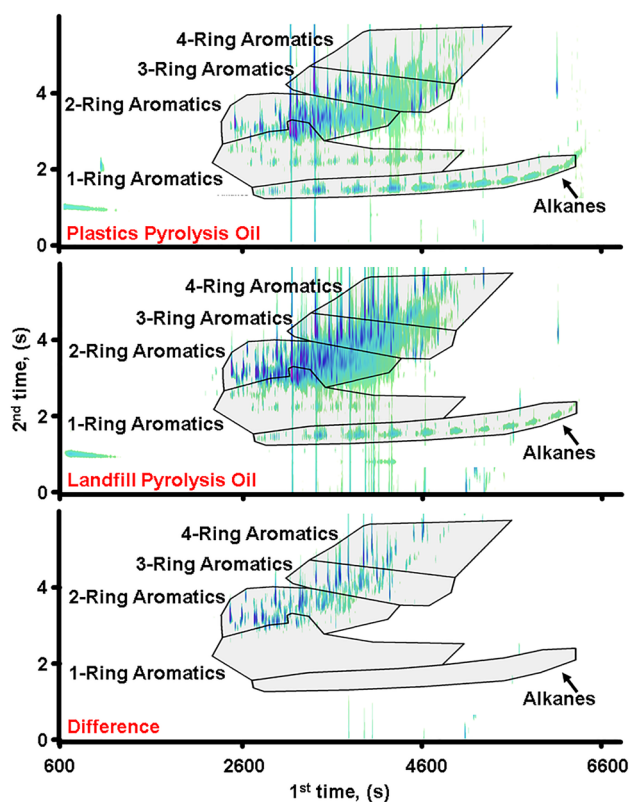 4-Ring Aromatics
3-Ring Aromatics
2-Ring Aromatics
1-Ring Aromatics
Alkanes
Plastics Pyrolysis Oil
4
2
0
4-Ring Aromatics
3-Ring Aromatics
2-Ring Aromatics
1-Ring Aromatics
Alkanes
Landfill Pyrolysis Oil
4
2
0
2nd time, (s)
4-Ring Aromatics
3-Ring Aromatics
2-Ring Aromatics
1-Ring Aromatics
Alkanes
Difference
4
2
0
600 2600 4600 6600
1st time, (s)